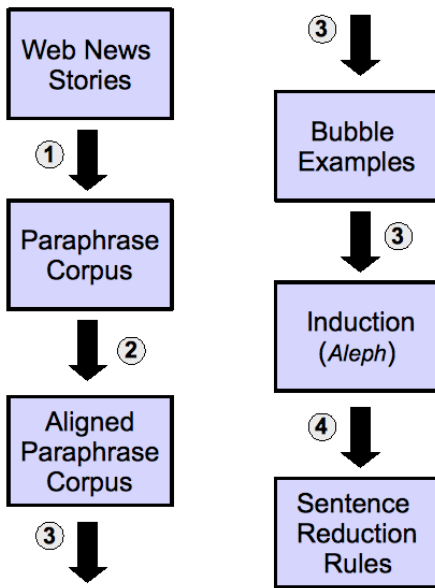 Web News
Stories
1
Paraphrase
Corpus
2
Aligned
Paraphrase
Corpus
3
3
Bubble
Examples
3
Induction
(Aleph)
4
Sentence
Reduction
Rules